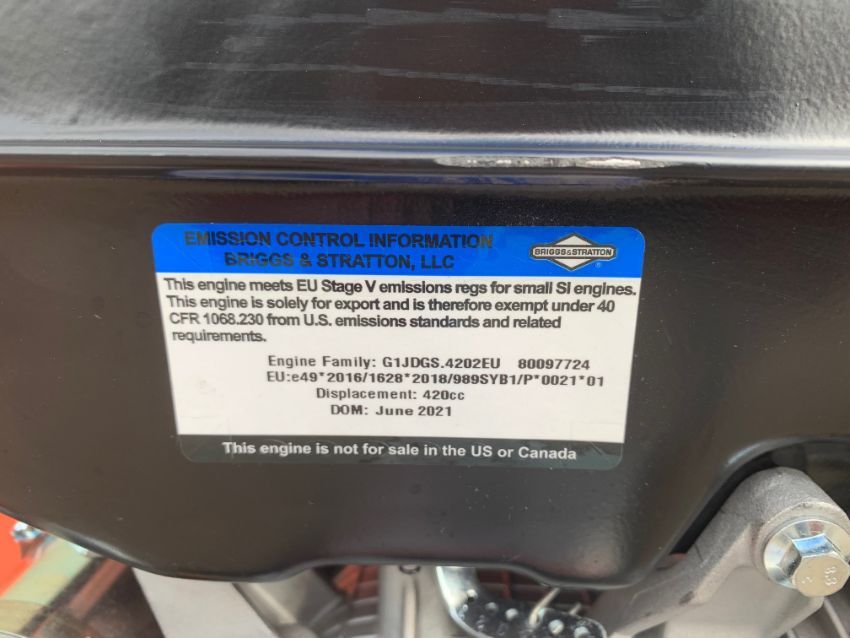 EMISSION CONTROL INFORMATION
BRIGGS & STRATTON, LLC
BRIGGS&STRATTON
®
This engine meets EU Stage V emissions regs for small SI engines.
This engine is solely for export and is therefore exempt under 40
CFR 1068.230 from U.S. emissions standards and related
requirements.
Engine Family: G1JDGS.4202EU 80097724
EU:e49*2016/1628*2018/989SYB1/P*0021*01
Displacement: 420cc
DOM: June 2021
This engine is not for sale in the US or Canada
8.8